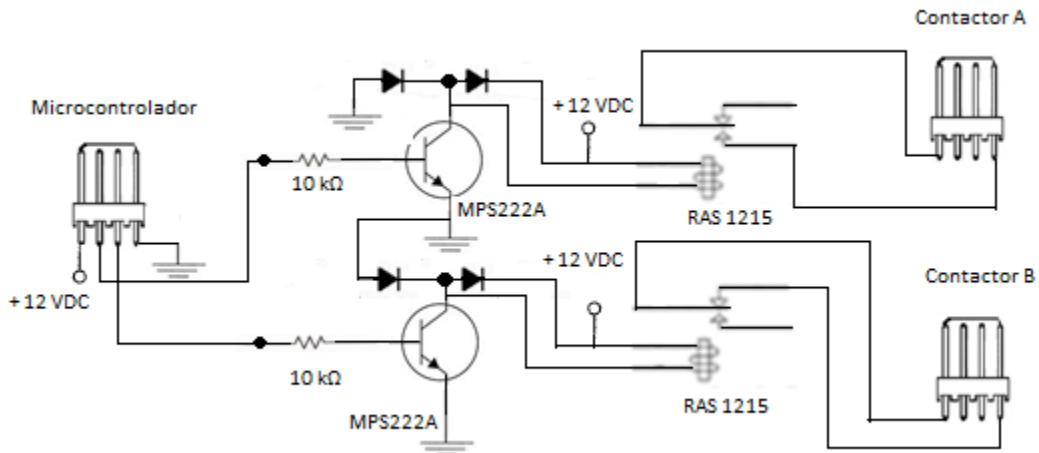 Contactor A
Microcontrolador
+ 12 VDC
10 kΩ
MPS222A
RAS 1215
+ 12 VDC
+ 12 VDC
Contactor B
10 kΩ
MPS222A
RAS 1215